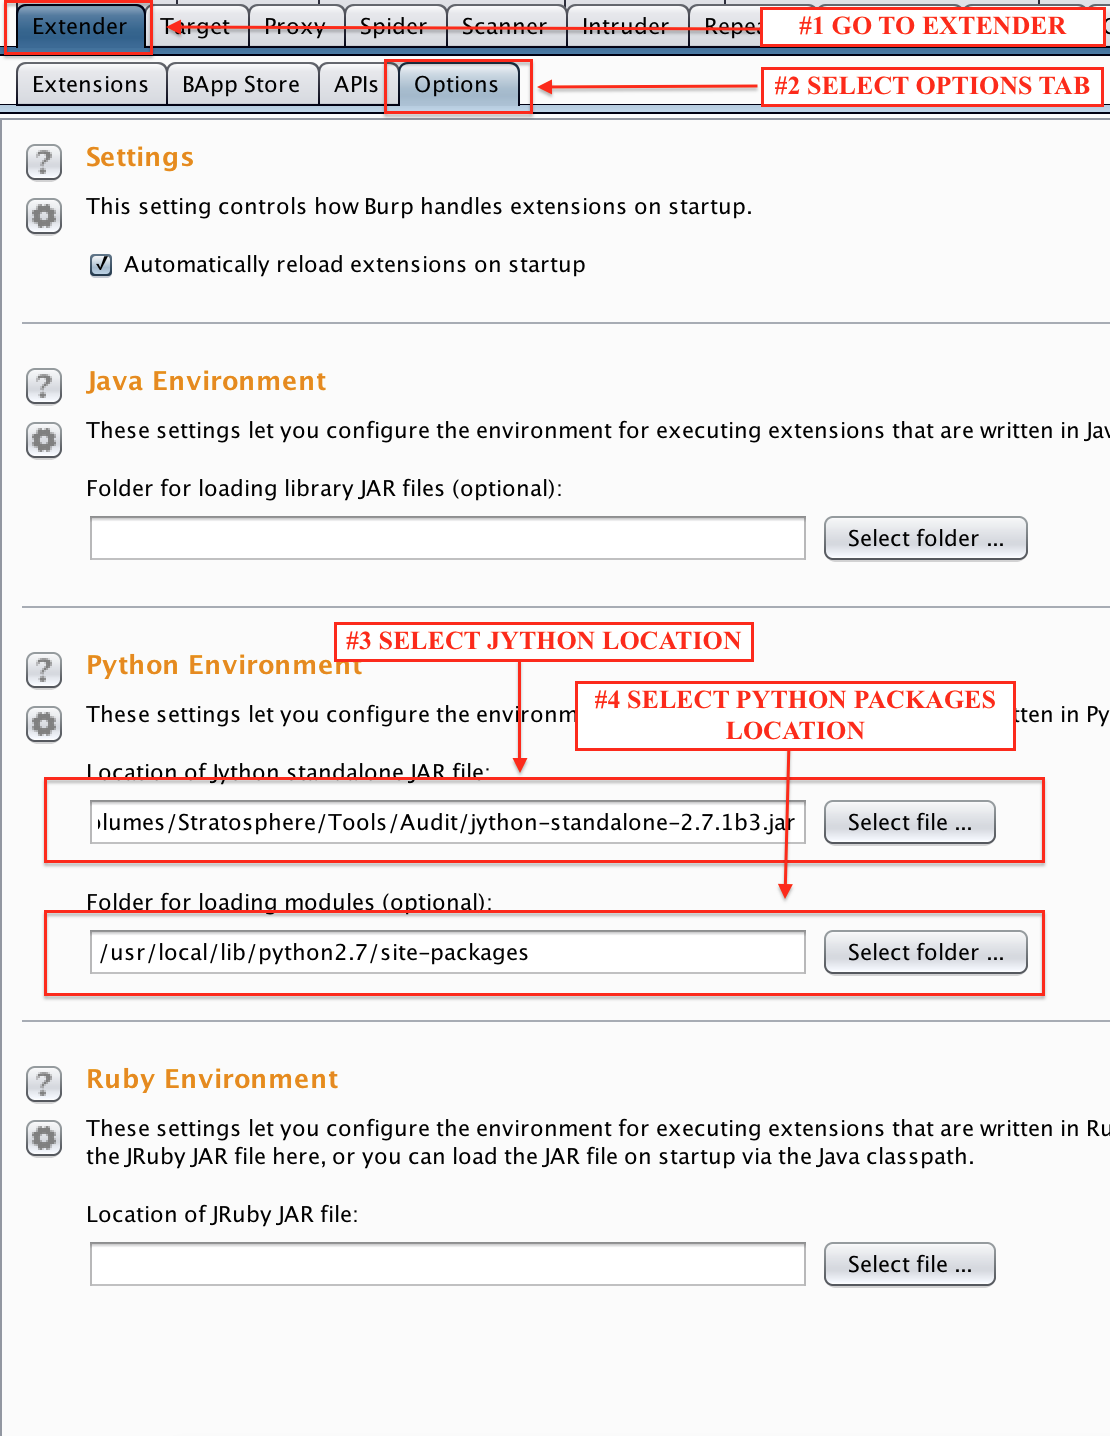 Extender Target Proxy Spider Scanner Intruder #1 GO TO EXTENDER
Extensions BApp Store APIs Options #2 SELECT OPTIONS TAB
Settings
This setting controls how Burp handles extensions on startup.
Automatically reload extensions on startup
Java Environment
These settings let you configure the environment for executing extensions that are written in Jav
Folder for loading library JAR files (optional):
Select folder ...
#3 SELECT JYTHON LOCATION
Python Environment
#4 SELECT PYTHON PACKAGES
LOCATION
These settings let you configure the environm tten in Py
Location of Jython standalone JAR file:
lumes/Stratosphere/Tools/Audit/jython-standalone-2.7.1b3.jar Select file ...
Folder for loading modules (optional):
/usr/local/lib/python2.7/site-packages Select folder ...
Ruby Environment
These settings let you configure the environment for executing extensions that are written in Ru
the JRuby JAR file here, or you can load the JAR file on startup via the Java classpath.
Location of JRuby JAR file:
Select file ...